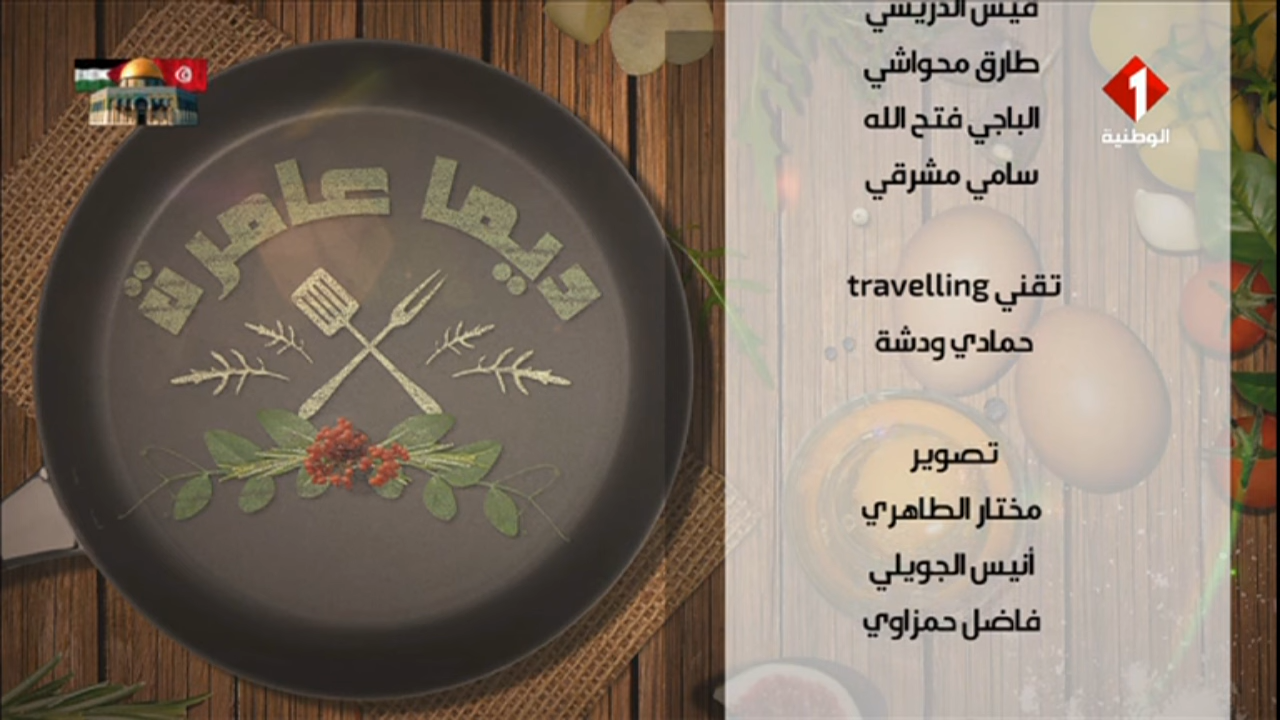 ديما عامرة
قيس الدريسي
طارق محواشي
الباجي فتح الله
سامي مشرقي
تقني travelling
حمادي ودشة
تصوير
مختار الطاهري
أنيس الجويلي
فاضل حمزاوي
1
الوطنية